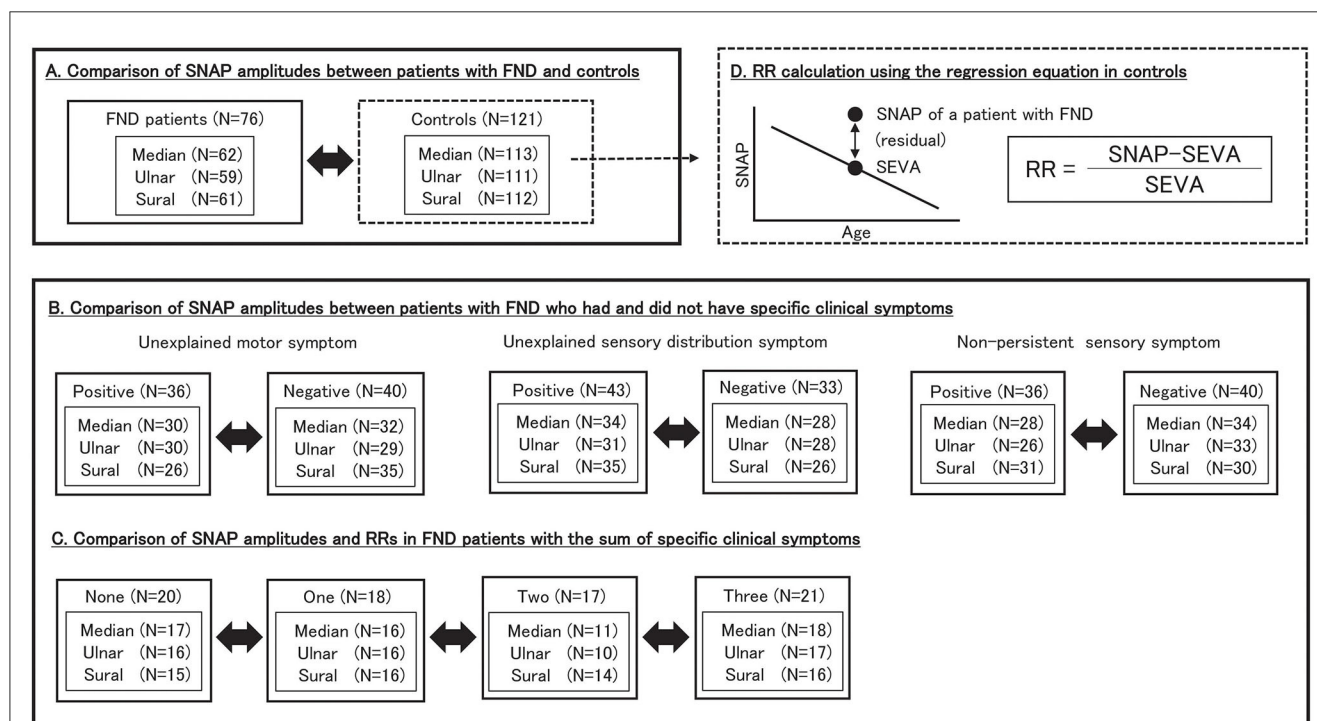 A. Comparison of SNAP amplitudes between patients with FND and controls
FND patients (N=76)
Median (N=62)
Ulnar (N=59)
Sural (N=61)
Controls (N=121)
Median (N=113)
Ulnar (N=111)
Sural (N=112)
D. RR calculation using the regression equation in controls
SNAP
Age
SNAP of a patient with FND
(residual)
SEVA
RR = SNAP-SEVA
SEVA
B. Comparison of SNAP amplitudes between patients with FND who had and did not have specific clinical symptoms
Unexplained motor symptom
Positive (N=36)
Median (N=30)
Ulnar (N=30)
Sural (N=26)
Negative (N=40)
Median (N=32)
Ulnar (N=29)
Sural (N=35)
Unexplained sensory distribution symptom
Positive (N=43)
Median (N=34)
Ulnar (N=31)
Sural (N=35)
Negative (N=33)
Median (N=28)
Ulnar (N=28)
Sural (N=26)
Non-persistent sensory symptom
Positive (N=36)
Median (N=28)
Ulnar (N=26)
Sural (N=31)
Negative (N=40)
Median (N=34)
Ulnar (N=33)
Sural (N=30)
C. Comparison of SNAP amplitudes and RRs in FND patients with the sum of specific clinical symptoms
None (N=20)
Median (N=17)
Ulnar (N=16)
Sural (N=15)
One (N=18)
Median (N=16)
Ulnar (N=16)
Sural (N=16)
Two (N=17)
Median (N=11)
Ulnar (N=10)
Sural (N=14)
Three (N=21)
Median (N=18)
Ulnar (N=17)
Sural (N=16)